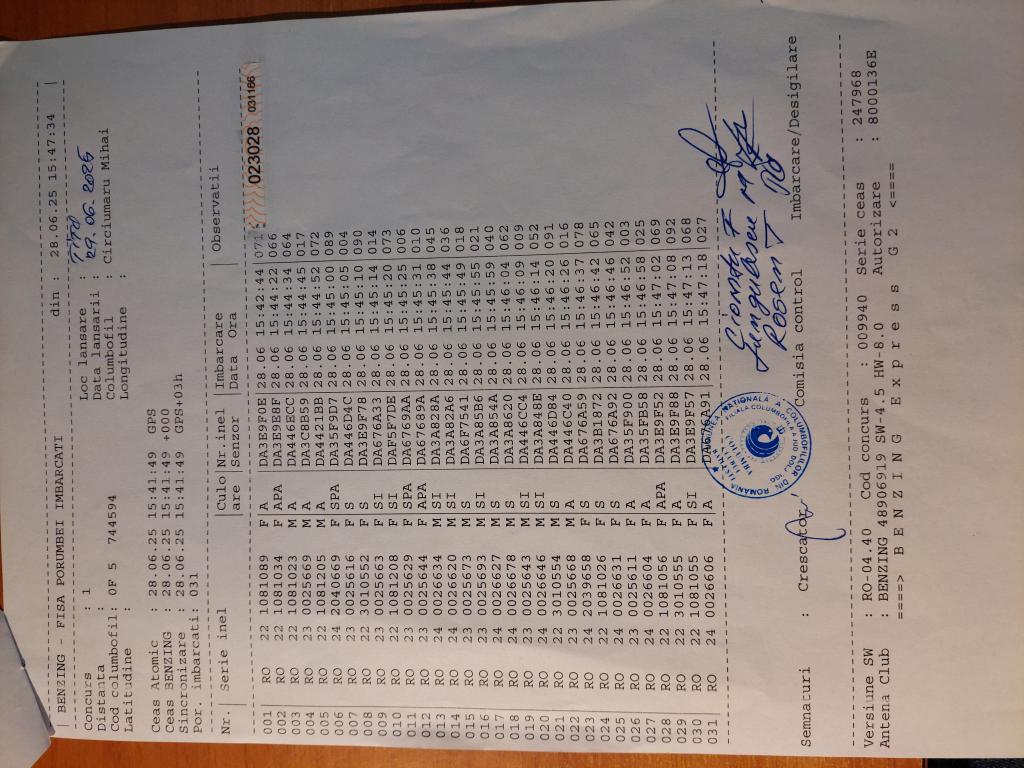 | BENZING - FISA PORUMBEI IMBARCATI din : 28.06.25 15:47:34 |
Concurs : 1 Loc lansare :
Distanta : Data lansarii : 29.06.2025
Cod columbofil: OF 5 744594 Columbofil : Circiumaru Mihai
Latitudine : Longitudine :
Ceas Atomic : 28.06.25 15:41:49 GPS
Ceas BENZING : 28.06.25 15:41:49 +000
Sincronizare : 28.06.25 15:41:49 GPS+03h
Por. imbarcati: 031
Nr.| Serie inel |Culo|Nr.inel |Imbarcare | Observatii
|are |Senzor |Data Ora |
023028 031166
001 | RO 22 1081089 F A |DA3E9F0E|28.06 15:42:44|071
002 | RO 22 1081034 F APA |DA3E9E8F|28.06 15:44:22|066
003 | RO 22 1081023 M A |DA446ECC|28.06 15:44:34|064
004 | RO 23 0025669 M A |DA3C8B59|28.06 15:44:45|017
005 | RO 22 1081205 M A |DA4421BB|28.06 15:44:52|072
006 | RO 24 2040669 F SPA |DA35F9D7|28.06 15:45:00|089
007 | RO 23 0025616 F S |DA446D4C|28.06 15:45:05|004
008 | RO 22 3010552 F S |DA3E9F78|28.06 15:45:10|090
009 | RO 23 0025663 F SI |DA676A33|28.06 15:45:14|014
010 | RO 22 1081208 F A |DAF5F7DE|28.06 15:45:20|073
011 | RO 23 0025629 F SPA |DA6769AA|28.06 15:45:25|006
012 | RO 23 0025644 F APA |DA67689A|28.06 15:45:31|010
013 | RO 24 0026634 M SI |DA3A828A|28.06 15:45:38|045
014 | RO 24 0026620 M SI |DA3A82A6|28.06 15:45:44|036
015 | RO 23 0025673 M S |DA6F7541|28.06 15:45:49|018
016 | RO 23 0025693 M SI |DA3A85B6|28.06 15:45:55|021
017 | RO 24 0026627 M S |DA3A854A|28.06 15:45:59|040
018 | RO 24 0026678 M S |DA3A8620|28.06 15:46:04|062
019 | RO 23 0025643 M SI |DA446CC4|28.06 15:46:09|009
020 | RO 24 0026646 M SI |DA3A848E|28.06 15:46:14|052
021 | RO 22 3010554 M S |DA446D84|28.06 15:46:20|091
022 | RO 23 0025668 M A |DA446C40|28.06 15:46:26|016
023 | RO 24 2039658 F S |DA676A59|28.06 15:46:37|078
024 | RO 22 1081026 F S |DA3B1872|28.06 15:46:42|065
025 | RO 24 0026631 F S |DA676A92|28.06 15:46:46|042
026 | RO 23 0025611 F A |DA35F900|28.06 15:46:52|003
027 | RO 24 0026604 F A |DA35FB58|28.06 15:46:58|025
028 | RO 22 1081056 F APA |DA3E9F52|28.06 15:47:02|069
029 | RO 22 3010555 F A |DA3E9F88|28.06 15:47:08|092
030 | RO 22 1081055 F SI |DA3E9F57|28.06 15:47:13|068
031 | RO 24 0026606 F A |DA676A91|28.06 15:47:18|027
NATIONALA A COLUMBOFILILOR DIN ROMANIA
FILIALA COLUMBOFILA JUD DOLJ
Semnaturi : Crescator Comisia control Imbarcare/Desigilare
Versiune SW : RO-04.40 Cod concurs : 009940 Serie ceas : 247968
Antena Club : BENZING 48906919 SW-4.5 HW-8.0 Autorizare : 8000136E
====> B E N Z I N G E x p r e s s G 2 <====